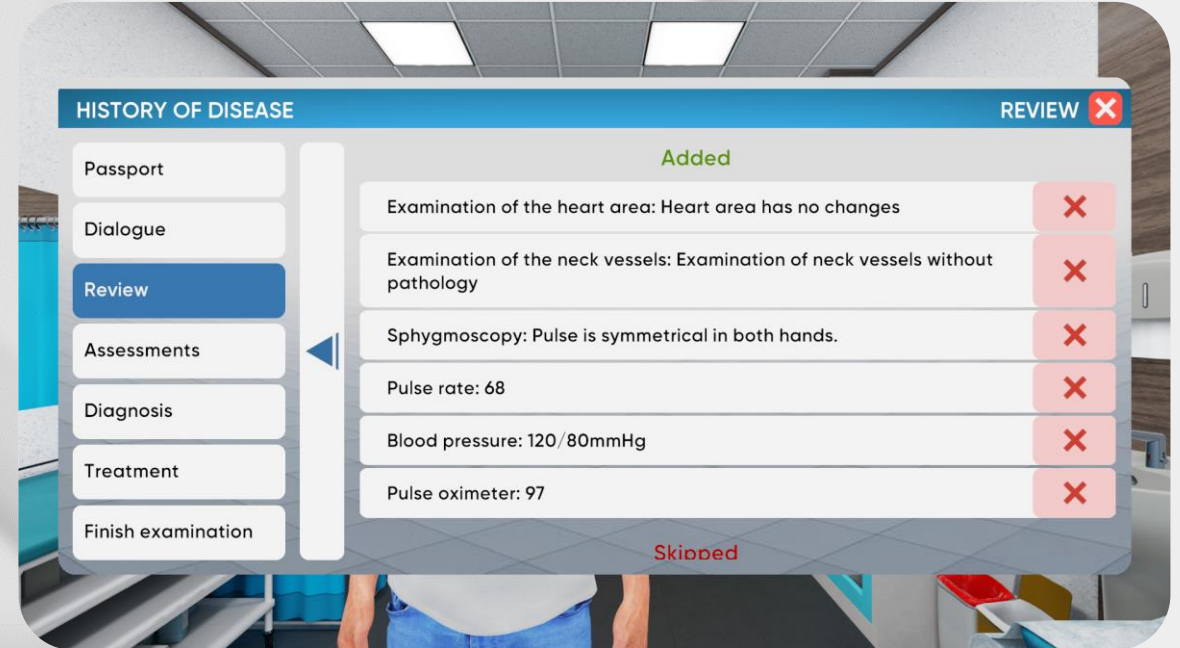 HISTORY OF DISEASE
REVIEW
Passport
Dialogue
Review
Assessments
Diagnosis
Treatment
Finish examination
Added
Examination of the heart area: Heart area has no changes
Examination of the neck vessels: Examination of neck vessels without
pathology
Sphygmoscopy: Pulse is symmetrical in both hands.
Pulse rate: 68
Blood pressure: 120/80mmHg
Pulse oximeter: 97
Skipped